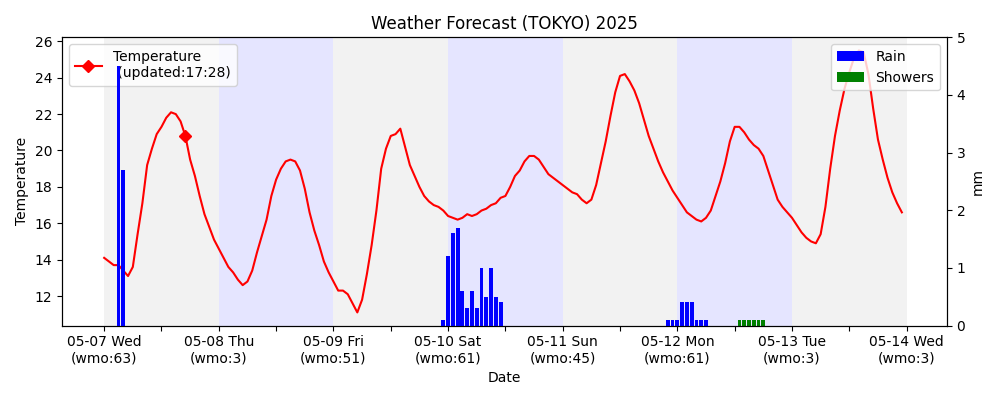 Weather Forecast (TOKYO) 2025
Temperature
(updated:17:28)
Rain
Showers
26
24
22
20
18
16
14
12
Temperature
5
4
3
2
1
0
mm
05-07 Wed
(wmo:63)
05-08 Thu
(wmo:3)
05-09 Fri
(wmo:51)
05-10 Sat
(wmo:61)
05-11 Sun
(wmo:45)
05-12 Mon
(wmo:61)
05-13 Tue
(wmo:3)
05-14 Wed
(wmo:3)
Date